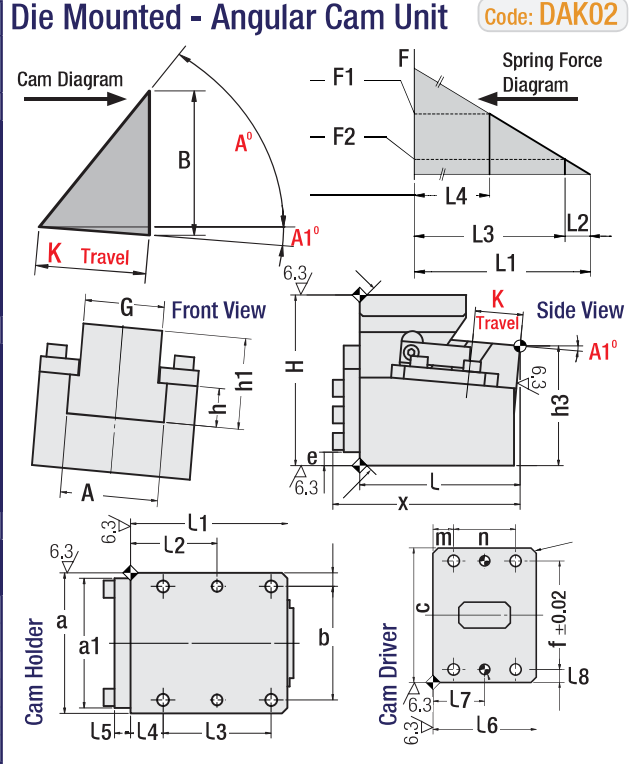 Die Mounted - Angular Cam Unit
Code: DAK02
Cam Diagram
B
A⁰
A1⁰
K Travel
F
F1
F2
Spring Force
Diagram
L4
L3
L2
L1
Front View
G
h1
h
A
Side View
6.3
K
Travel
A1⁰
6.3
H
h3
e
6.3
L
x
6.3
L1
L2
6.3
a
a1
b
Cam Holder
L5
L4
L3
m
n
c
f ±0.02
Cam Driver
L8
6.3
L7
6.3
L6